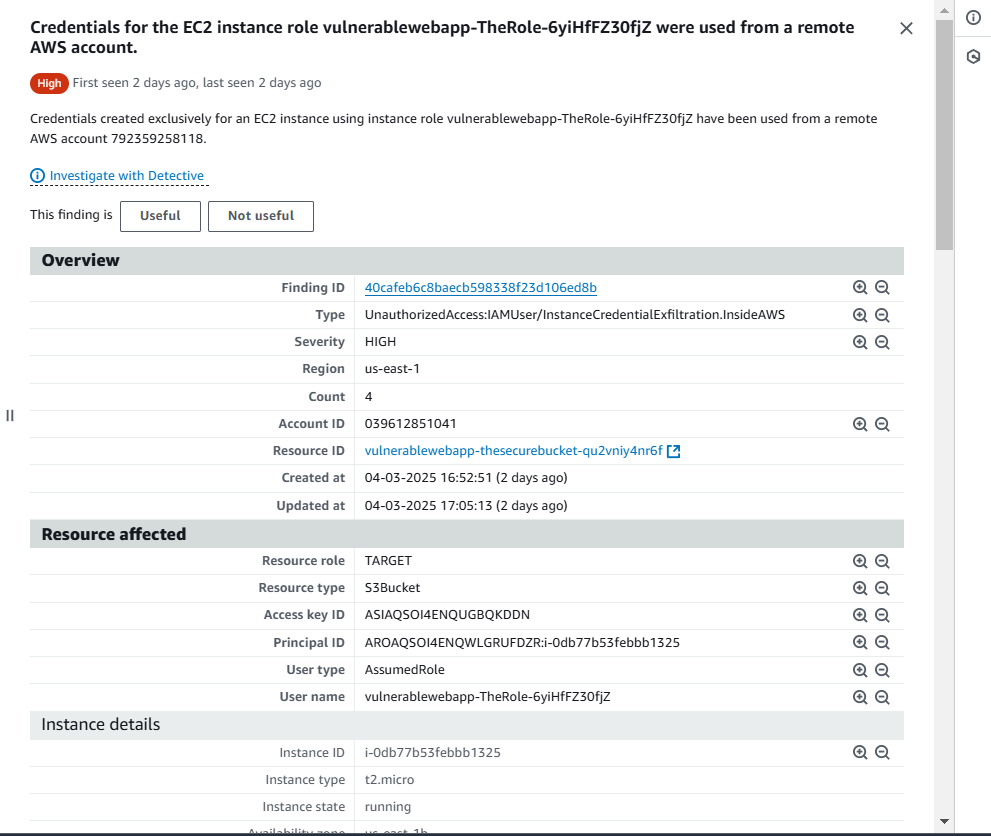 Credentials for the EC2 instance role vulnerablewebapp-TheRole-6yiHfFZ30fjZ were used from a remote
AWS account.
High First seen 2 days ago, last seen 2 days ago
Credentials created exclusively for an EC2 instance using instance role vulnerablewebapp-TheRole-6yiHfFZ30fjZ have been used from a remote
AWS account 792359258118.
Investigate with Detective
This finding is Useful Not useful
Overview
Finding ID 40cafeb6c8baecb598338f23d106ed8b
Type UnauthorizedAccess:IAMUser/InstanceCredentialExfiltration.InsideAWS
Severity HIGH
Region us-east-1
Count 4
Account ID 039612851041
Resource ID vulnerablewebapp-thesecurebucket-qu2vniy4nr6f
Created at 04-03-2025 16:52:51 (2 days ago)
Updated at 04-03-2025 17:05:13 (2 days ago)
Resource affected
Resource role TARGET
Resource type S3Bucket
Access key ID ASIAQSOI4ENQUGBQKDDN
Principal ID AROAQSOI4ENQWLGRUFDZR:i-0db77b53febbb1325
User type AssumedRole
User name vulnerablewebapp-TheRole-6yiHfFZ30fjZ
Instance details
Instance ID i-0db77b53febbb1325
Instance type t2.micro
Instance state running
Availability zone us-east-1b